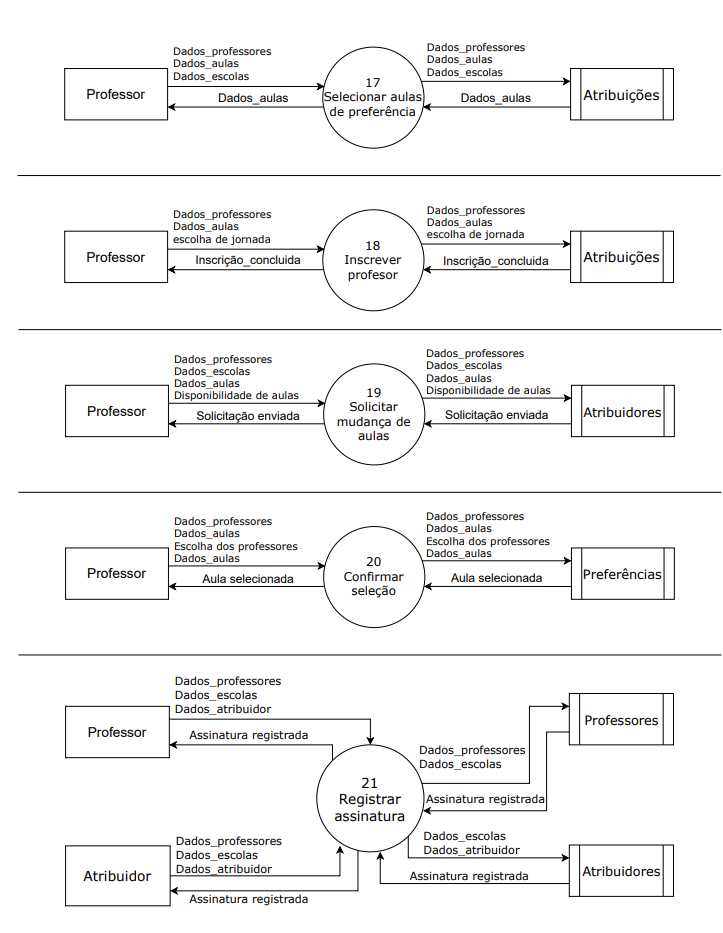 Dados_professores
Dados_aulas
Dados_escolas
Professor
Dados_aulas
17
Selecionar aulas
de preferência
Dados_professores
Dados_aulas
Dados_escolas
Dados_aulas
Atribuições
Dados_professores
Dados_aulas
escolha de jornada
Professor
Inscrição_concluida
18
Inscrever
profesor
Dados_professores
Dados_aulas
escolha de jornada
Inscrição_concluida
Atribuições
Dados_professores
Dados_escolas
Dados_aulas
Disponibilidade de aulas
Professor
Solicitação enviada
19
Solicitar
mudança de
aulas
Dados_professores
Dados_escolas
Dados_aulas
Disponibilidade de aulas
Solicitação enviada
Atribuidores
Dados_professores
Dados_aulas
Escolha dos professores
Dados_aulas
Professor
Aula selecionada
20
Confirmar
seleção
Dados_professores
Dados_aulas
Escolha dos professores
Dados_aulas
Aula selecionada
Preferências
Dados_professores
Dados_escolas
Dados_atribuidor
Professor
Assinatura registrada
Professores
Dados_professores
Dados_escolas
Assinatura registrada
21
Registrar
assinatura
Dados_professores
Dados_escolas
Dados_atribuidor
Atribuidor
Assinatura registrada
Dados_escolas
Dados_atribuidor
Assinatura registrada
Atribuidores